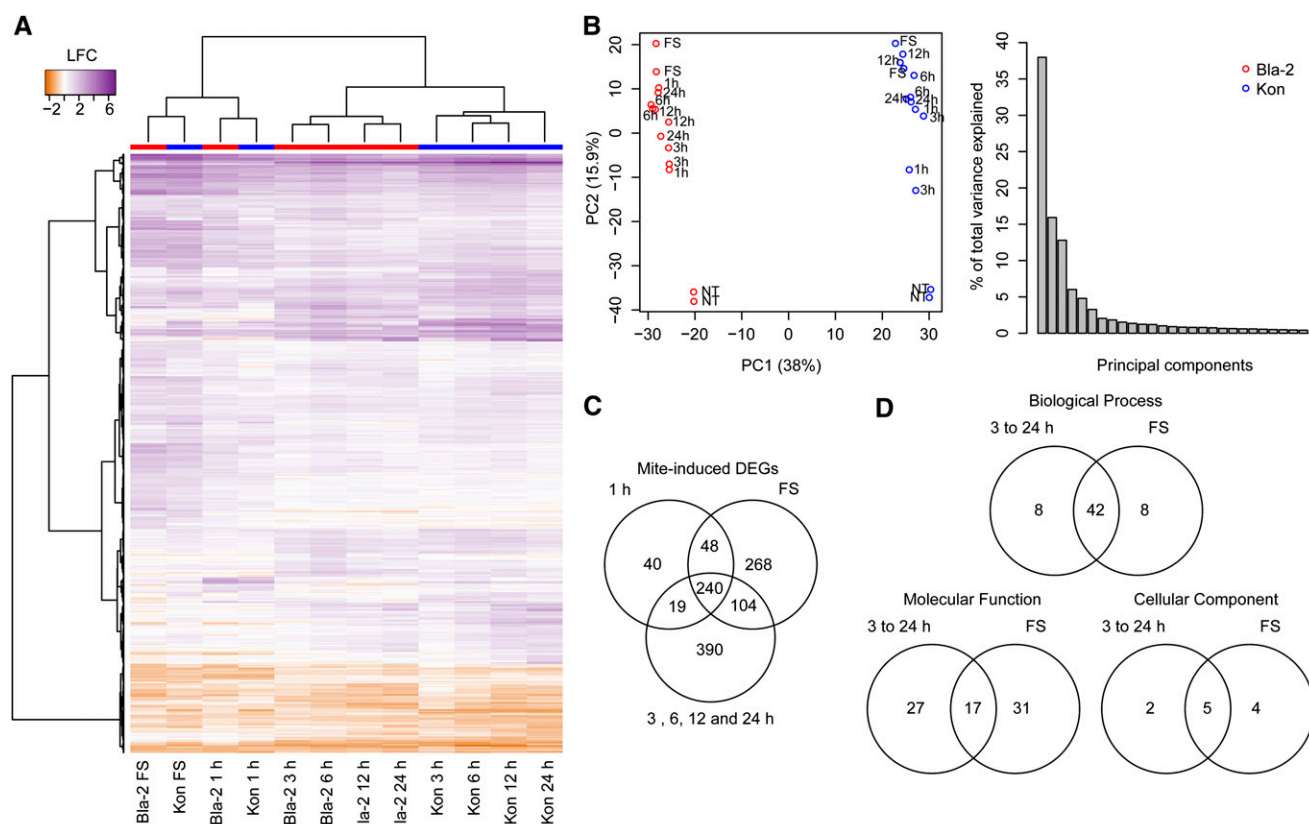 A
LFC
−2 2 4 6
Bla-2 FS
Kon FS
Bla-2 1 h
Kon 1 h
Bla-2 3 h
Bla-2 6 h
la-2 12 h
la-2 24 h
Kon 3 h
Kon 6 h
Kon 12 h
Kon 24 h
B
20
10
0
−10
−20
−30
−40
PC2 (15.9%)
FS
FS
1h
24h
6h
6h
12h
12h
24h
3h
3h
1h
NT
NT
FS
12h
12h
FS
6h
6h
24h
24h
1h
3h
1h
3h
NT
NT
−30 −20 −10 0 10 20 30
PC1 (38%)
% of total variance explained
40
35
30
25
20
15
10
5
0
Bla-2
Kon
Principal components
C
Mite-induced DEGs
1 h
FS
48
40
268
240
19
104
390
3 , 6, 12 and 24 h
D
Biological Process
3 to 24 h
FS
8 42 8
Molecular Function
3 to 24 h
FS
27 17 31
Cellular Component
3 to 24 h
FS
2 5 4